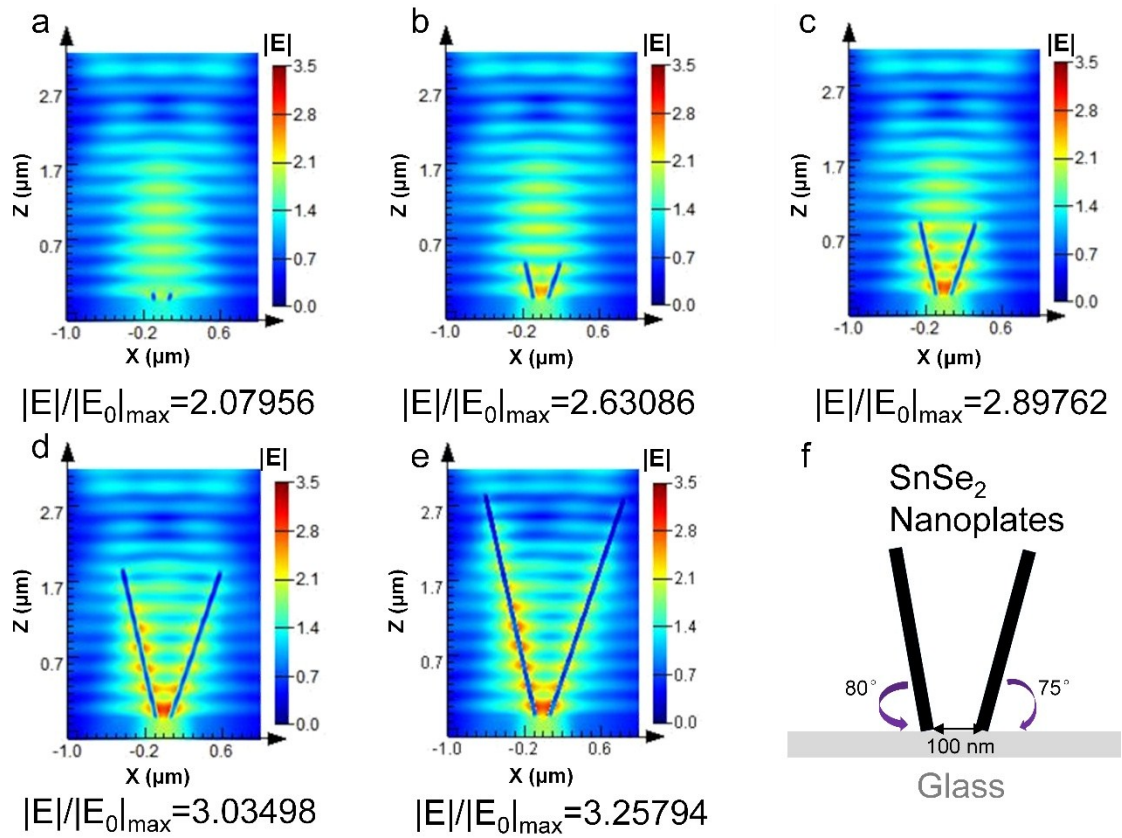 a
|E|
3.5
2.8
2.1
1.4
0.7
0.0
2.7
1.7
0.7
Z (µm)
-1.0
-0.2
0.6
X (µm)
|E|/|E₀|max=2.07956
b
|E|
3.5
2.8
2.1
1.4
0.7
0.0
2.7
1.7
0.7
Z (µm)
-1.0
-0.2
0.6
X (µm)
|E|/|E₀|max=2.63086
c
|E|
3.5
2.8
2.1
1.4
0.7
0.0
2.7
1.7
0.7
Z (µm)
-1.0
-0.2
0.6
X (µm)
|E|/|E₀|max=2.89762
d
|E|
3.5
2.8
2.1
1.4
0.7
0.0
2.7
1.7
0.7
Z (µm)
-1.0
-0.2
0.6
X (µm)
|E|/|E₀|max=3.03498
e
|E|
3.5
2.8
2.1
1.4
0.7
0.0
2.7
1.7
0.7
Z (µm)
-1.0
-0.2
0.6
X (µm)
|E|/|E₀|max=3.25794
f
SnSe₂
Nanoplates
80°
75°
100 nm
Glass